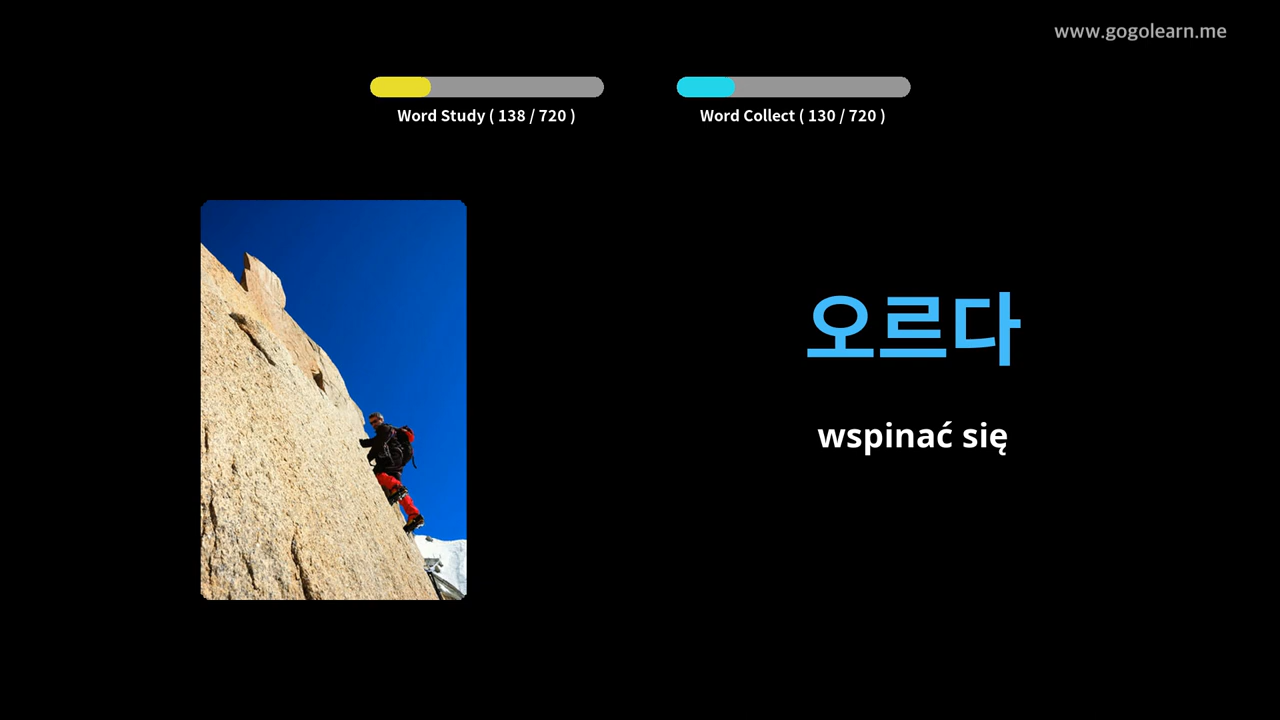 www.gogolearn.me
Word Study ( 138 / 720 )
Word Collect ( 130 / 720 )
오르다
wspinać się